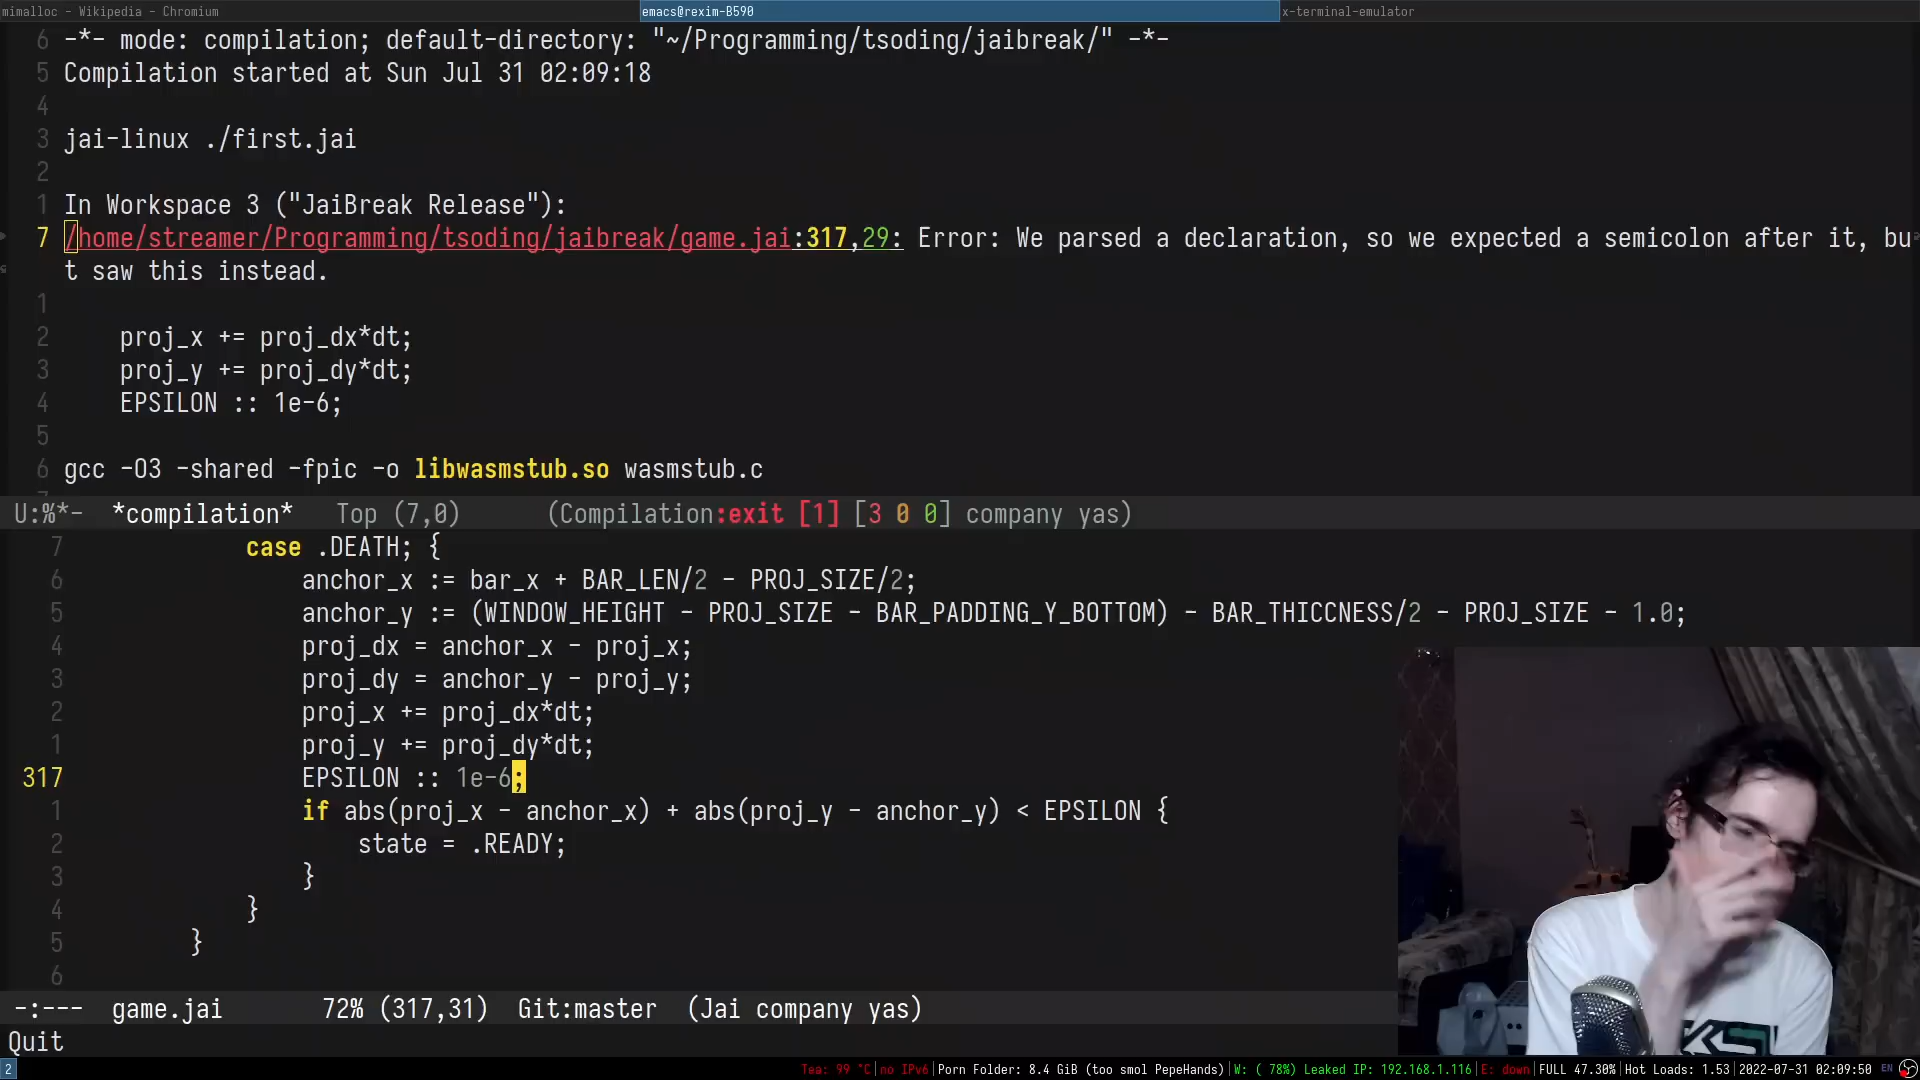 mimalloc - Wikipedia - Chromium
emacs@rexim-B590
x-terminal-emulator
6 -*- mode: compilation; default-directory: "~/Programming/tsoding/jaibreak/" -*-
5 Compilation started at Sun Jul 31 02:09:18
4
3 jai-linux ./first.jai
2
1 In Workspace 3 ("JaiBreak Release"):
7 /home/streamer/Programming/tsoding/jaibreak/game.jai:317,29: Error: We parsed a declaration, so we expected a semicolon after it, bu
t saw this instead.
1
2     proj_x += proj_dx*dt;
3     proj_y += proj_dy*dt;
4     EPSILON :: 1e-6;
5
6 gcc -O3 -shared -fpic -o libwasmstub.so wasmstub.c
U:%*-  *compilation*   Top (7,0)      (Compilation:exit [1] [3 0 0] company yas)
7             case .DEATH; {
6                 anchor_x := bar_x + BAR_LEN/2 - PROJ_SIZE/2;
5                 anchor_y := (WINDOW_HEIGHT - PROJ_SIZE - BAR_PADDING_Y_BOTTOM) - BAR_THICCNESS/2 - PROJ_SIZE - 1.0;
4                 proj_dx = anchor_x - proj_x;
3                 proj_dy = anchor_y - proj_y;
2                 proj_x += proj_dx*dt;
1                 proj_y += proj_dy*dt;
317                 EPSILON :: 1e-6;
1                 if abs(proj_x - anchor_x) + abs(proj_y - anchor_y) < EPSILON {
2                     state = .READY;
3                 }
4             }
5         }
6
-:---  game.jai       72% (317,31)  Git:master  (Jai company yas)
Quit
2
Tea: 99 °C|no IPv6|Porn Folder: 8.4 GiB (too smol PepeHands)|W: ( 78%) Leaked IP: 192.168.1.116|E: down|FULL 47.30%|Hot Loads: 1.53|2022-07-31 02:09:50 EN